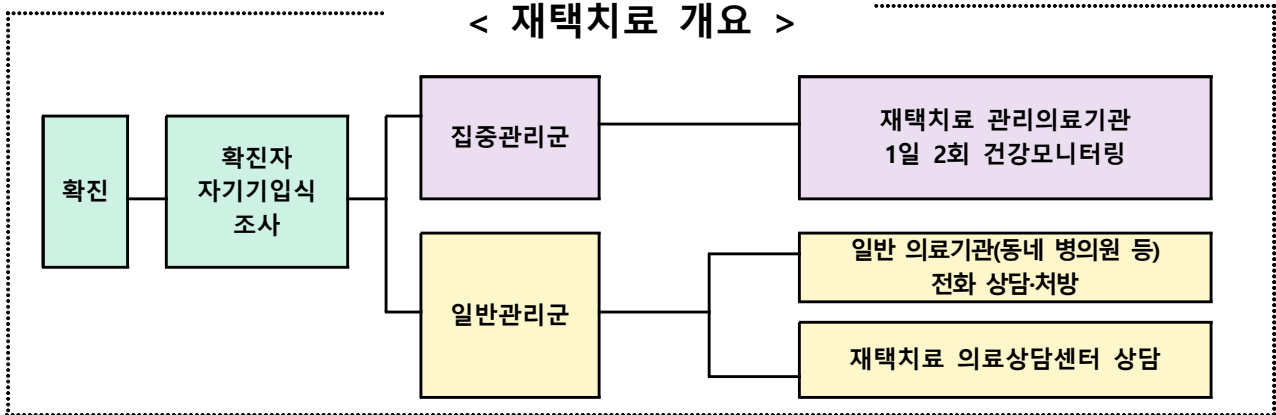 < 재택치료 개요 >
확진
확진자
자기기입식
조사
집중관리군
재택치료 관리의료기관
1일 2회 건강모니터링
일반관리군
일반 의료기관(동네 병의원 등)
전화 상담·처방
재택치료 의료상담센터 상담